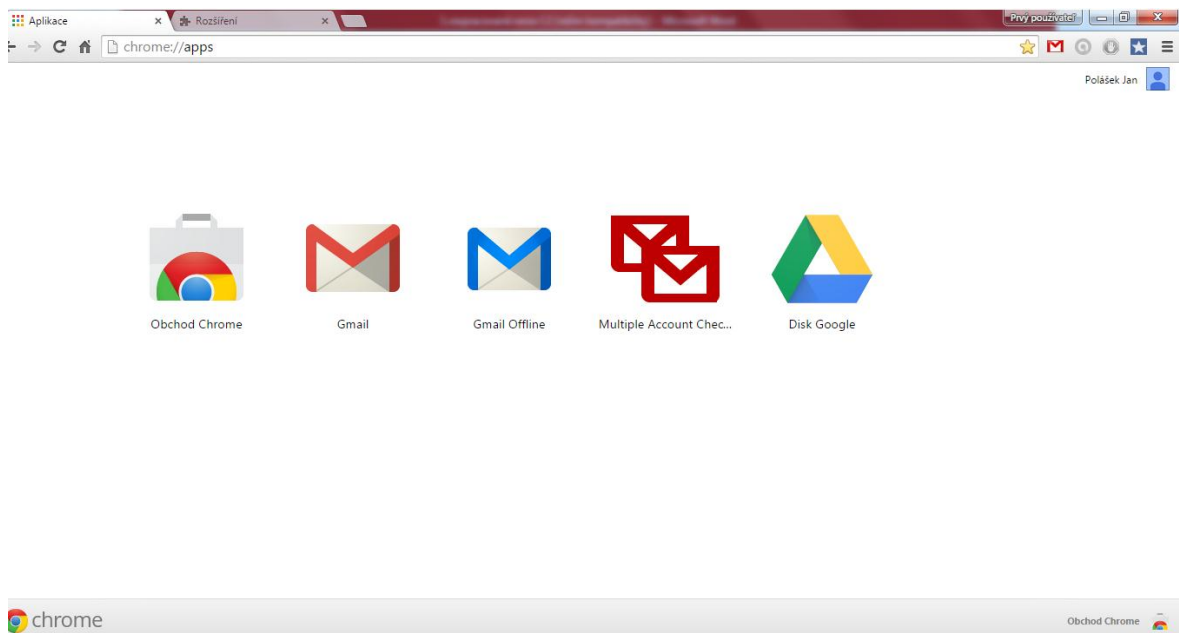 Aplikace
Rozšíření
Prvý používateľ
chrome://apps
Polášek Jan
Obchod Chrome
Gmail
Gmail Offline
Multiple Account Chec...
Disk Google
chrome
Obchod Chrome